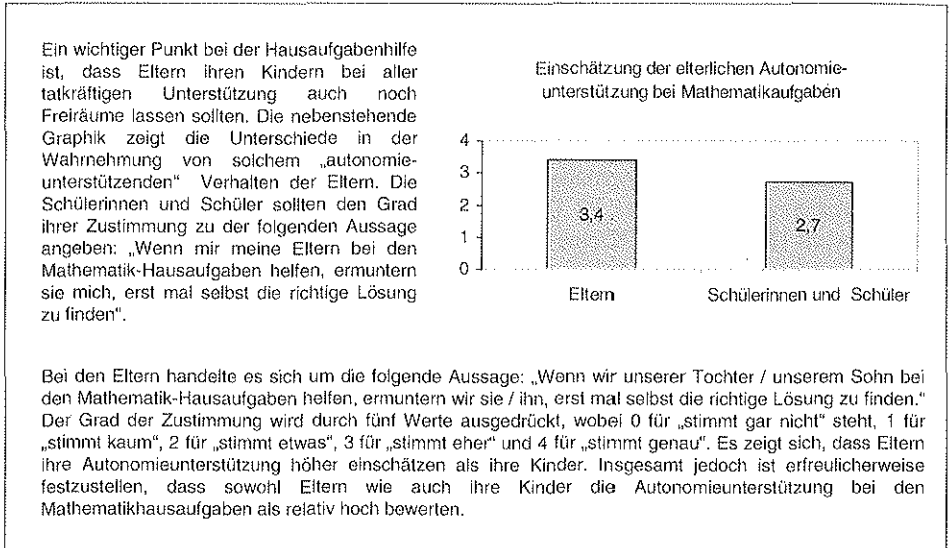 Ein wichtiger Punkt bei der Hausaufgabenhilfe
ist, dass Eltern ihren Kindern bei aller
tatkräftigen Unterstützung auch noch
Freiräume lassen sollten. Die nebenstehende
Graphik zeigt die Unterschiede in der
Wahrnehmung von solchem „autonomie-
unterstützenden" Verhalten der Eltern. Die
Schülerinnen und Schüler sollten den Grad
ihrer Zustimmung zu der folgenden Aussage
angeben: „Wenn mir meine Eltern bei den
Mathematik-Hausaufgaben helfen, ermuntern
sie mich, erst mal selbst die richtige Lösung
zu finden".
Einschätzung der elterlichen Autonomie-
unterstützung bei Mathematikaufgaben
4
3
2
1
0
3,4
2,7
Eltern
Schülerinnen und Schüler
Bei den Eltern handelte es sich um die folgende Aussage: „Wenn wir unserer Tochter / unserem Sohn bei
den Mathematik-Hausaufgaben helfen, ermuntern wir sie / ihn, erst mal selbst die richtige Lösung zu finden."
Der Grad der Zustimmung wird durch fünf Werte ausgedrückt, wobei 0 für „stimmt gar nicht" steht, 1 für
„stimmt kaum", 2 für „stimmt etwas", 3 für „stimmt eher" und 4 für „stimmt genau". Es zeigt sich, dass Eltern
ihre Autonomieunterstützung höher einschätzen als ihre Kinder. Insgesamt jedoch ist erfreulicherweise
festzustellen, dass sowohl Eltern wie auch ihre Kinder die Autonomieunterstützung bei den
Mathematikhausaufgaben als relativ hoch bewerten.